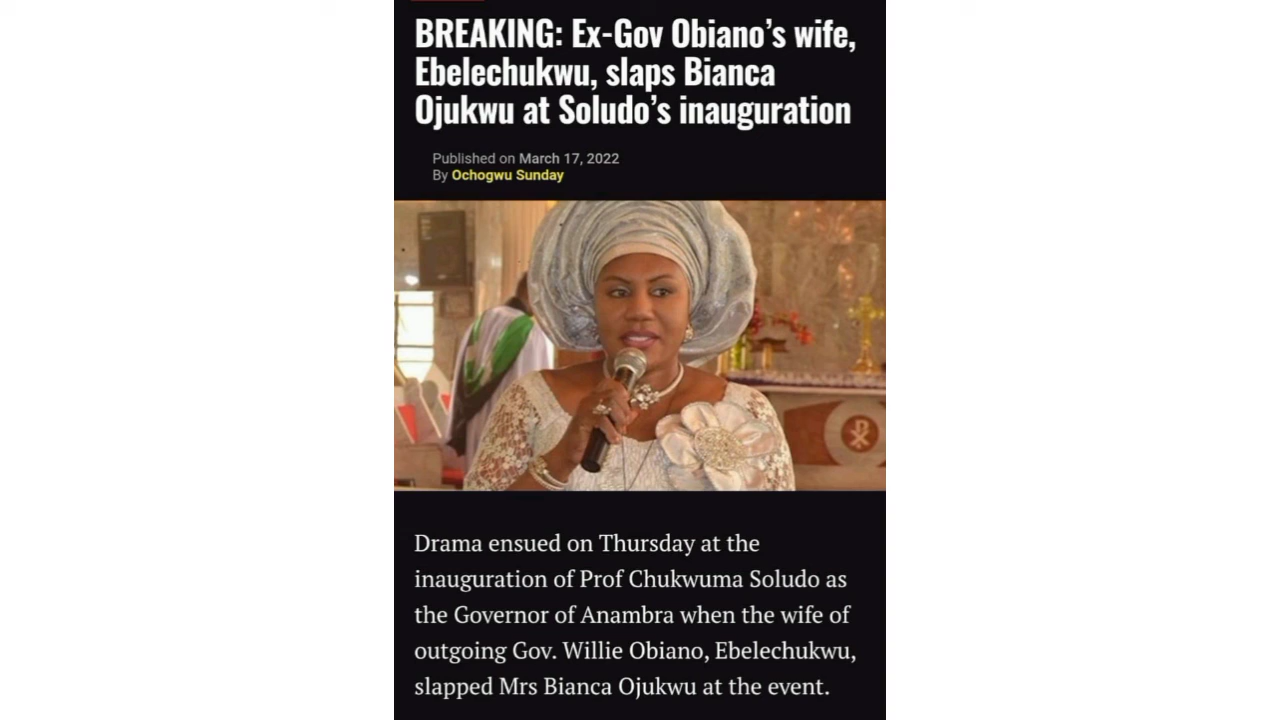 BREAKING: Ex-Gov Obiano’s wife,
Ebelechukwu, slaps Bianca
Ojukwu at Soludo’s inauguration
Published on March 17, 2022
By Ochogwu Sunday
Drama ensued on Thursday at the
inauguration of Prof Chukwuma Soludo as
the Governor of Anambra when the wife of
outgoing Gov. Willie Obiano, Ebelechukwu,
slapped Mrs Bianca Ojukwu at the event.